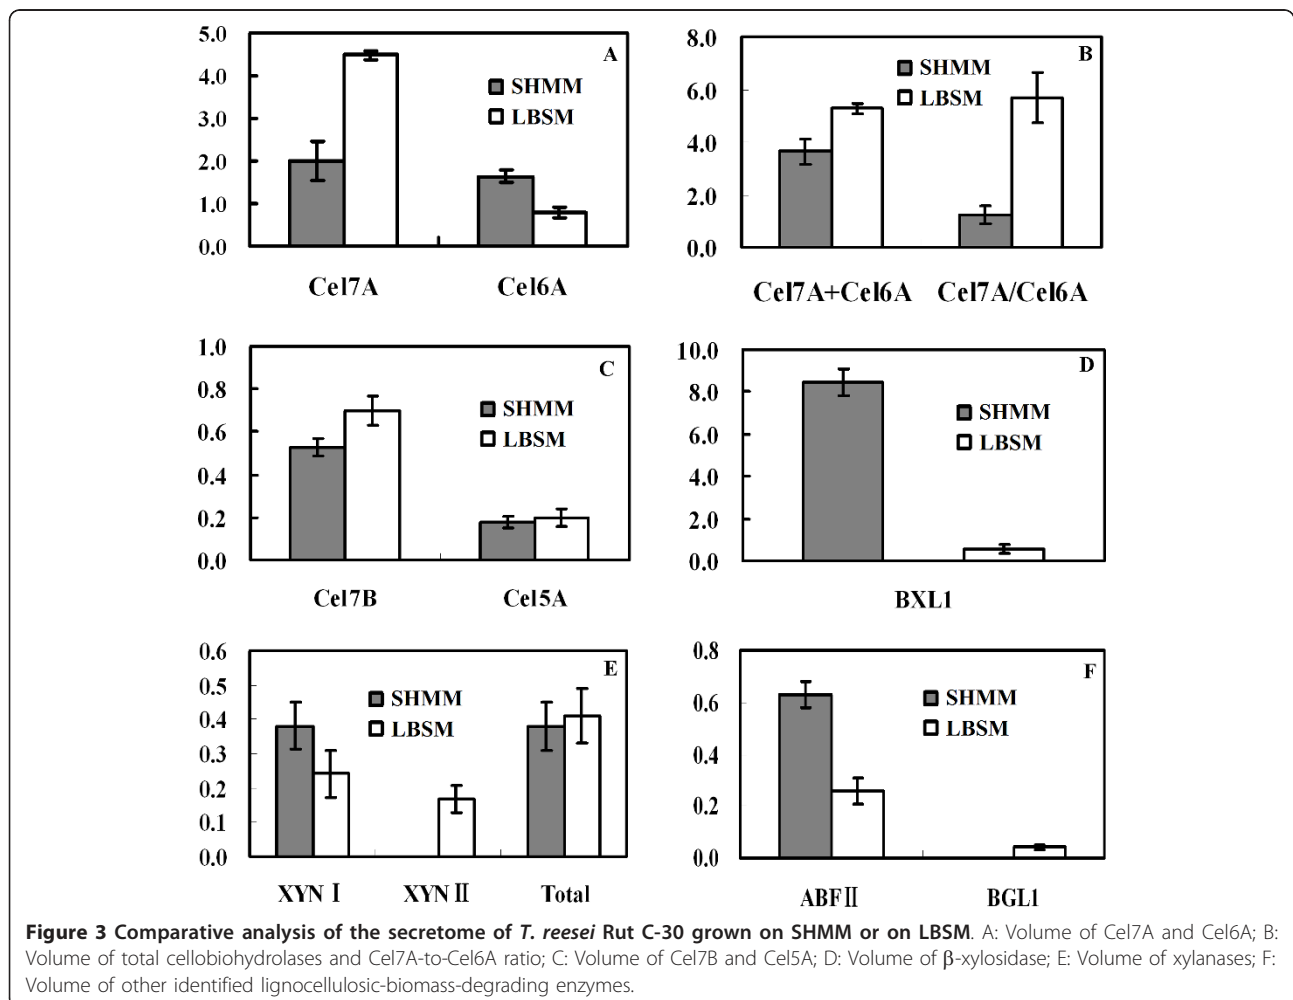 5.0
4.0
3.0
2.0
1.0
0.0
A
SHMM
LBSM
Cel7A
Cel6A
8.0
6.0
4.0
2.0
0.0
B
SHMM
LBSM
Cel7A+Cel6A
Cel7A/Cel6A
1.0
0.8
0.6
0.4
0.2
0.0
C
SHMM
LBSM
Cel7B
Cel5A
10.0
8.0
6.0
4.0
2.0
0.0
D
SHMM
LBSM
BXL1
0.6
0.5
0.4
0.3
0.2
0.1
0.0
E
SHMM
LBSM
XYN Ⅰ
XYN Ⅱ
Total
0.8
0.6
0.4
0.2
0.0
F
SHMM
LBSM
ABFⅡ
BGL1
Figure 3 Comparative analysis of the secretome of T. reesei Rut C-30 grown on SHMM or on LBSM. A: Volume of Cel7A and Cel6A; B:
Volume of total cellobiohydrolases and Cel7A-to-Cel6A ratio; C: Volume of Cel7B and Cel5A; D: Volume of β-xylosidase; E: Volume of xylanases; F:
Volume of other identified lignocellulosic-biomass-degrading enzymes.